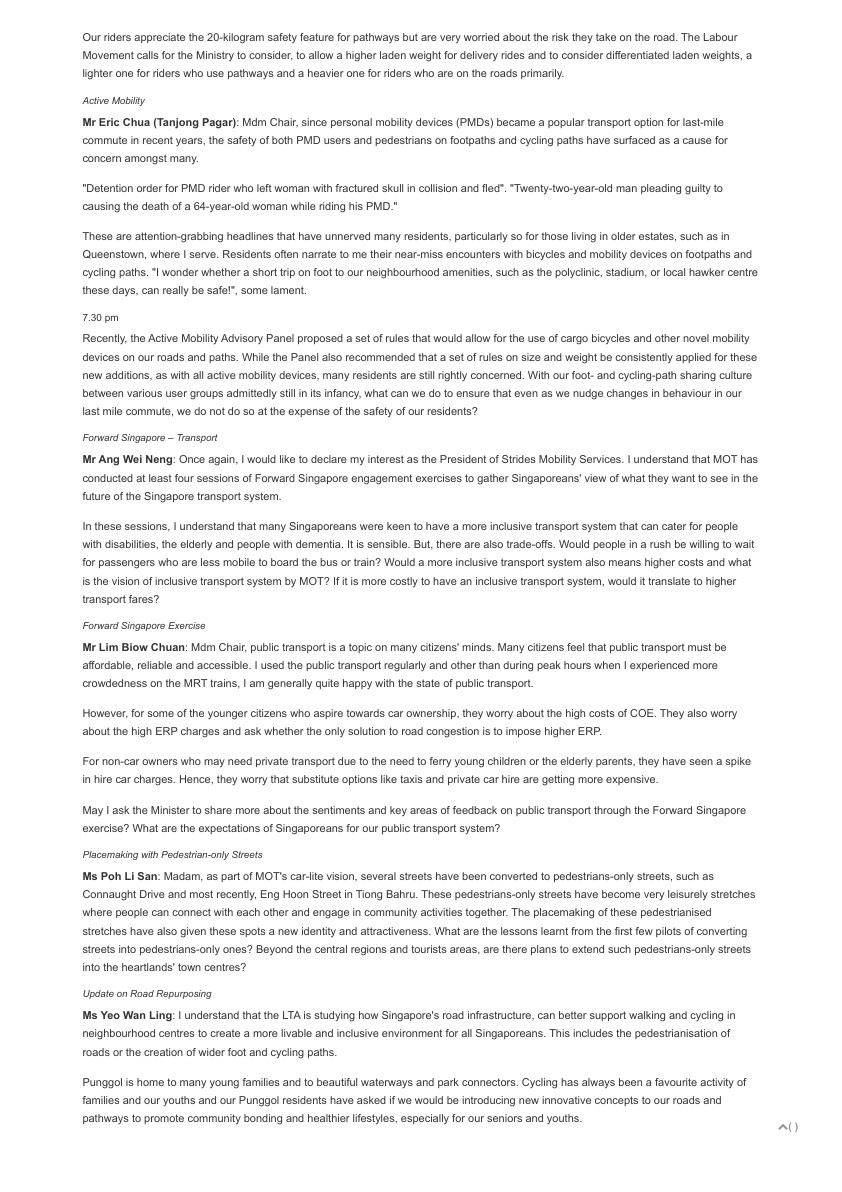 Our riders appreciate the 20-kilogram safety feature for pathways but are very worried about the risk they take on the road. The Labour
Movement calls for the Ministry to consider, to allow a higher laden weight for delivery rides and to consider differentiated laden weights, a
lighter one for riders who use pathways and a heavier one for riders who are on the roads primarily.
Active Mobility
Mr Eric Chua (Tanjong Pagar): Mdm Chair, since personal mobility devices (PMDs) became a popular transport option for last-mile
commute in recent years, the safety of both PMD users and pedestrians on footpaths and cycling paths have surfaced as a cause for
concern amongst many.
"Detention order for PMD rider who left woman with fractured skull in collision and fled". "Twenty-two-year-old man pleading guilty to
causing the death of a 64-year-old woman while riding his PMD."
These are attention-grabbing headlines that have unnerved many residents, particularly so for those living in older estates, such as in
Queenstown, where I serve. Residents often narrate to me their near-miss encounters with bicycles and mobility devices on footpaths and
cycling paths. "I wonder whether a short trip on foot to our neighbourhood amenities, such as the polyclinic, stadium, or local hawker centre
these days, can really be safe!", some lament.
7.30 pm
Recently, the Active Mobility Advisory Panel proposed a set of rules that would allow for the use of cargo bicycles and other novel mobility
devices on our roads and paths. While the Panel also recommended that a set of rules on size and weight be consistently applied for these
new additions, as with all active mobility devices, many residents are still rightly concerned. With our foot- and cycling-path sharing culture
between various user groups admittedly still in its infancy, what can we do to ensure that even as we nudge changes in behaviour in our
last mile commute, we do not do so at the expense of the safety of our residents?
Forward Singapore – Transport
Mr Ang Wei Neng: Once again, I would like to declare my interest as the President of Strides Mobility Services. I understand that MOT has
conducted at least four sessions of Forward Singapore engagement exercises to gather Singaporeans' view of what they want to see in the
future of the Singapore transport system.
In these sessions, I understand that many Singaporeans were keen to have a more inclusive transport system that can cater for people
with disabilities, the elderly and people with dementia. It is sensible. But, there are also trade-offs. Would people in a rush be willing to wait
for passengers who are less mobile to board the bus or train? Would a more inclusive transport system also means higher costs and what
is the vision of inclusive transport system by MOT? If it is more costly to have an inclusive transport system, would it translate to higher
transport fares?
Forward Singapore Exercise
Mr Lim Biow Chuan: Mdm Chair, public transport is a topic on many citizens' minds. Many citizens feel that public transport must be
affordable, reliable and accessible. I used the public transport regularly and other than during peak hours when I experienced more
crowdedness on the MRT trains, I am generally quite happy with the state of public transport.
However, for some of the younger citizens who aspire towards car ownership, they worry about the high costs of COE. They also worry
about the high ERP charges and ask whether the only solution to road congestion is to impose higher ERP.
For non-car owners who may need private transport due to the need to ferry young children or the elderly parents, they have seen a spike
in hire car charges. Hence, they worry that substitute options like taxis and private car hire are getting more expensive.
May I ask the Minister to share more about the sentiments and key areas of feedback on public transport through the Forward Singapore
exercise? What are the expectations of Singaporeans for our public transport system?
Placemaking with Pedestrian-only Streets
Ms Poh Li San: Madam, as part of MOT's car-lite vision, several streets have been converted to pedestrians-only streets, such as
Connaught Drive and most recently, Eng Hoon Street in Tiong Bahru. These pedestrians-only streets have become very leisurely stretches
where people can connect with each other and engage in community activities together. The placemaking of these pedestrianised
stretches have also given these spots a new identity and attractiveness. What are the lessons learnt from the first few pilots of converting
streets into pedestrians-only ones? Beyond the central regions and tourists areas, are there plans to extend such pedestrians-only streets
into the heartlands' town centres?
Update on Road Repurposing
Ms Yeo Wan Ling: I understand that the LTA is studying how Singapore's road infrastructure, can better support walking and cycling in
neighbourhood centres to create a more livable and inclusive environment for all Singaporeans. This includes the pedestrianisation of
roads or the creation of wider foot and cycling paths.
Punggol is home to many young families and to beautiful waterways and park connectors. Cycling has always been a favourite activity of
families and our youths and our Punggol residents have asked if we would be introducing new innovative concepts to our roads and
pathways to promote community bonding and healthier lifestyles, especially for our seniors and youths.
( )